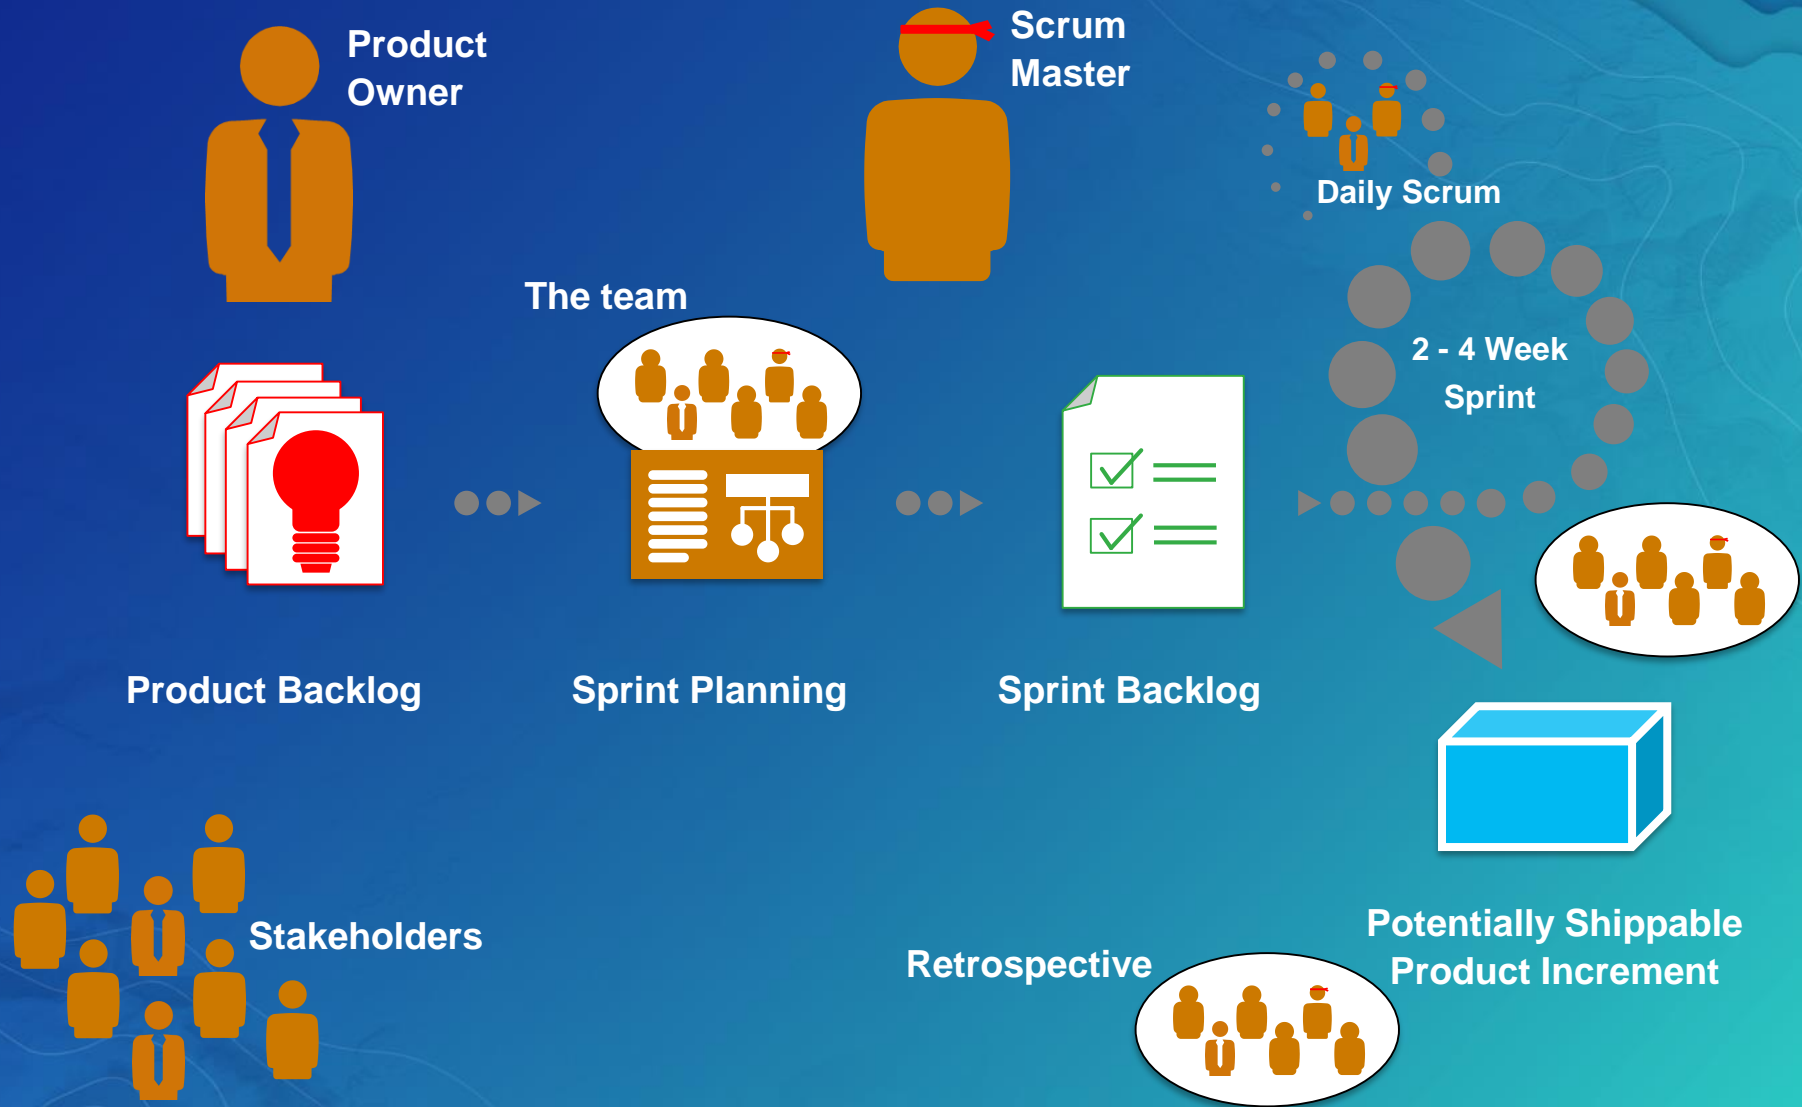 Product
Owner
Scrum
Master
Daily Scrum
The team
2 - 4 Week
Sprint
Product Backlog
Sprint Planning
Sprint Backlog
Stakeholders
Retrospective
Potentially Shippable
Product Increment